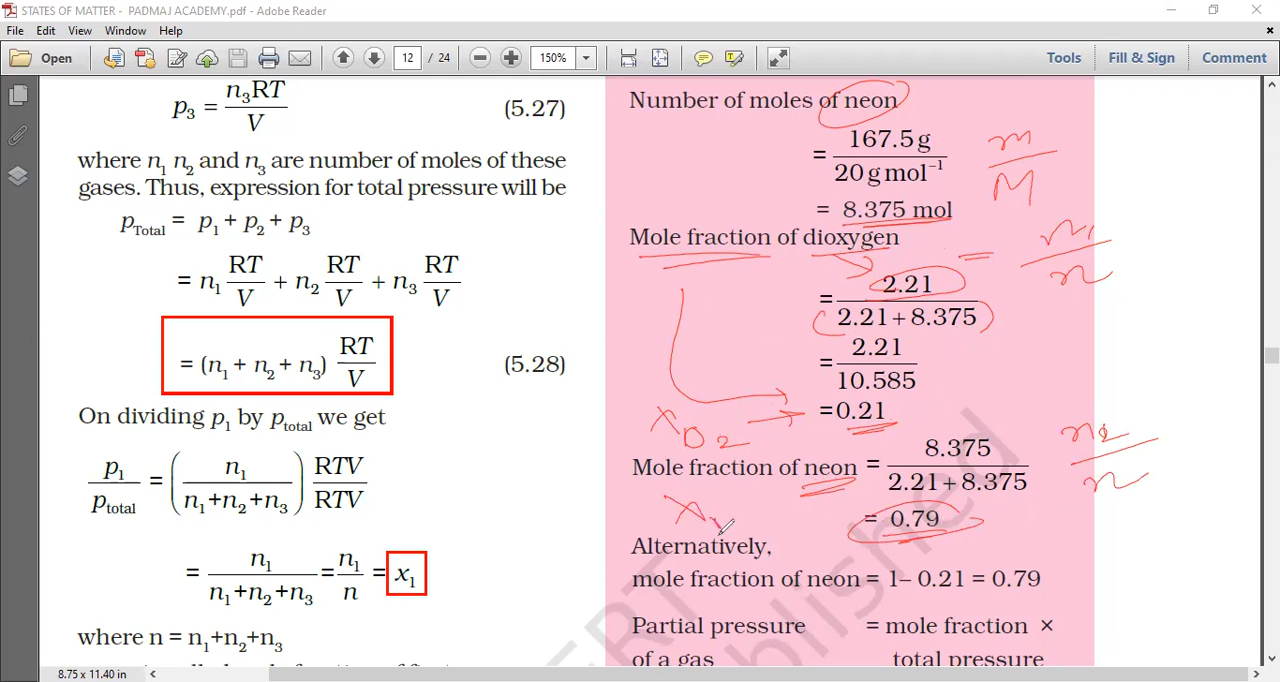 STATES OF MATTER - PADMAJ ACADEMY.pdf - Adobe Reader
File Edit View Window Help
Open 12 / 24 150% Tools Fill & Sign Comment
p3 = n3RT / V (5.27)
where n1 n2 and n3 are number of moles of these
gases. Thus, expression for total pressure will be
pTotal = p1 + p2 + p3
= n1 RT/V + n2 RT/V + n3 RT/V
= (n1 + n2 + n3) RT/V (5.28)
On dividing p1 by ptotal we get
p1/ptotal = (n1/(n1+n2+n3)) RTV/RTV
= n1/(n1+n2+n3) = n1/n = x1
where n = n1+n2+n3
Number of moles of neon
= 167.5 g / 20 g mol−1
m/M
= 8.375 mol
Mole fraction of dioxygen
= n1/n
= 2.21 / (2.21 + 8.375)
= 2.21 / 10.585
xO2
= 0.21
Mole fraction of neon = 8.375 / (2.21 + 8.375)
n2/n
x
= 0.79
Alternatively,
mole fraction of neon = 1– 0.21 = 0.79
Partial pressure = mole fraction ×
of a gas total pressure
8.75 x 11.40 in